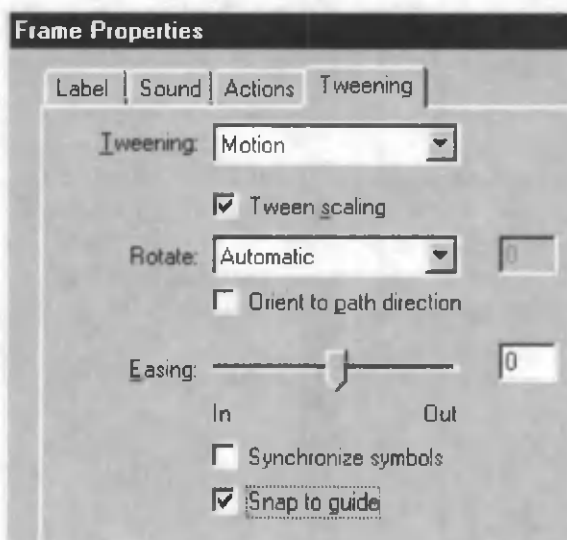 Frame Properties
Label Sound Actions Tweening
Tweening: Motion
Tween scaling
Rotate: Automatic 0
Orient to path direction
Easing: 0
In Out
Synchronize symbols
Snap to guide